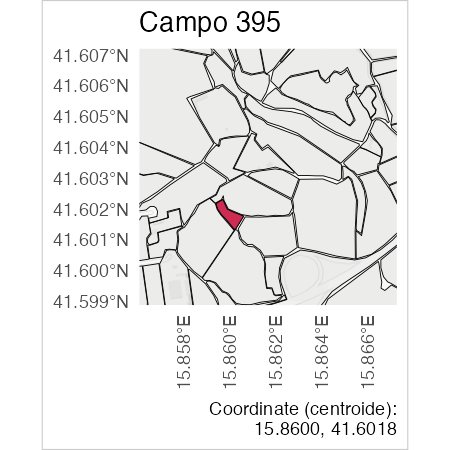 Campo 395
41.607°N
41.606°N
41.605°N
41.604°N
41.603°N
41.602°N
41.601°N
41.600°N
41.599°N
15.858°E
15.860°E
15.862°E
15.864°E
15.866°E
Coordinate (centroide):
15.8600, 41.6018